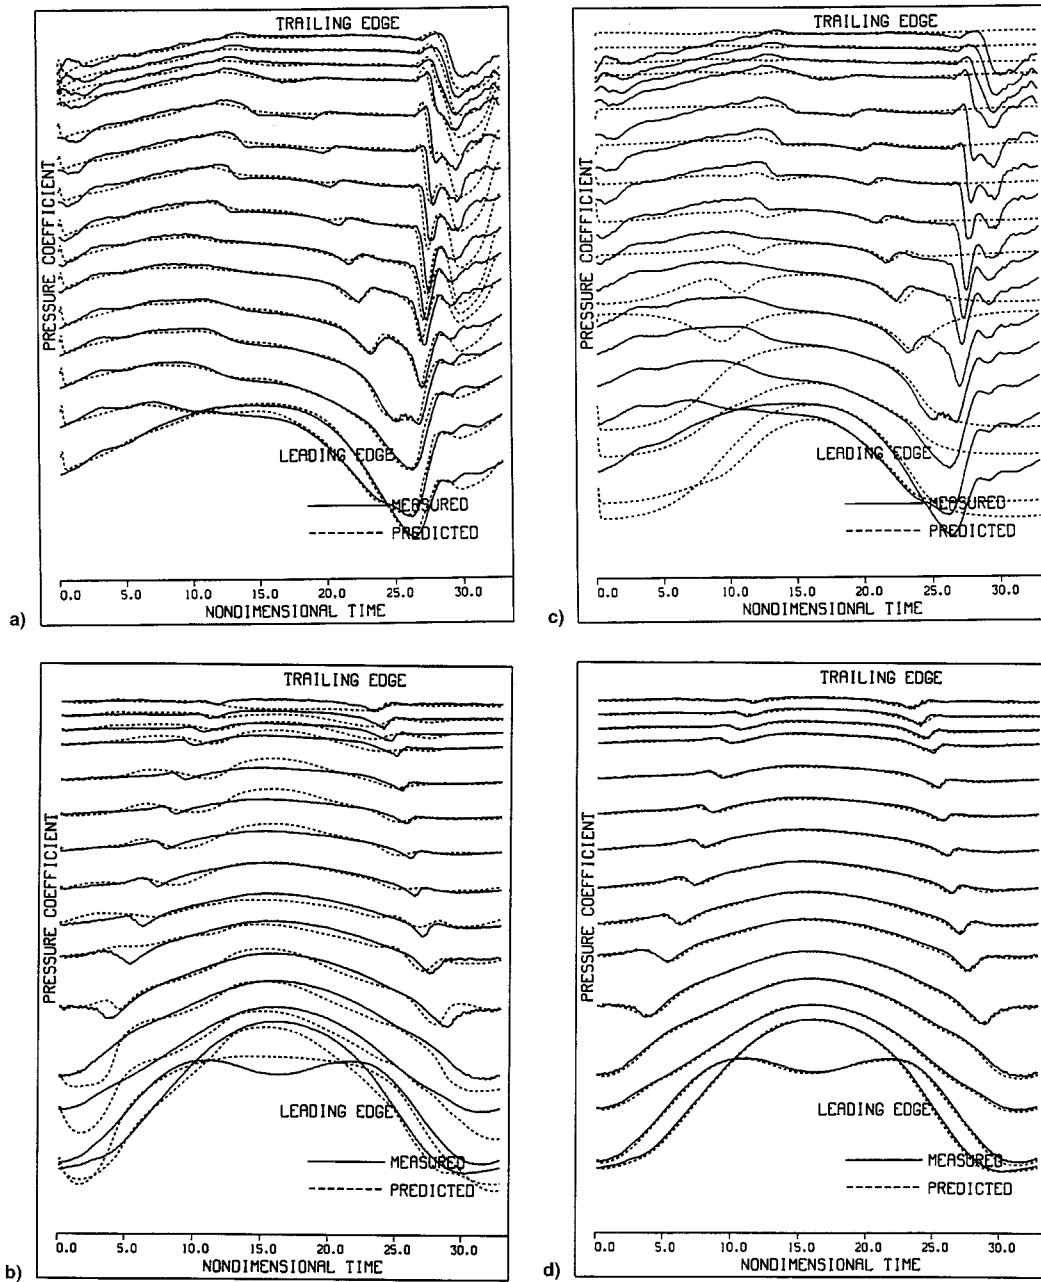 TRAILING EDGE
PRESSURE COEFFICIENT
LEADING EDGE
MEASURED
PREDICTED
0.0 5.0 10.0 15.0 20.0 25.0 30.0
NONDIMENSIONAL TIME
a)
TRAILING EDGE
PRESSURE COEFFICIENT
LEADING EDGE
MEASURED
PREDICTED
0.0 5.0 10.0 15.0 20.0 25.0 30.0
NONDIMENSIONAL TIME
c)
TRAILING EDGE
PRESSURE COEFFICIENT
LEADING EDGE
MEASURED
PREDICTED
0.0 5.0 10.0 15.0 20.0 25.0 30.0
NONDIMENSIONAL TIME
b)
TRAILING EDGE
PRESSURE COEFFICIENT
LEADING EDGE
MEASURED
PREDICTED
0.0 5.0 10.0 15.0 20.0 25.0 30.0
NONDIMENSIONAL TIME
d)